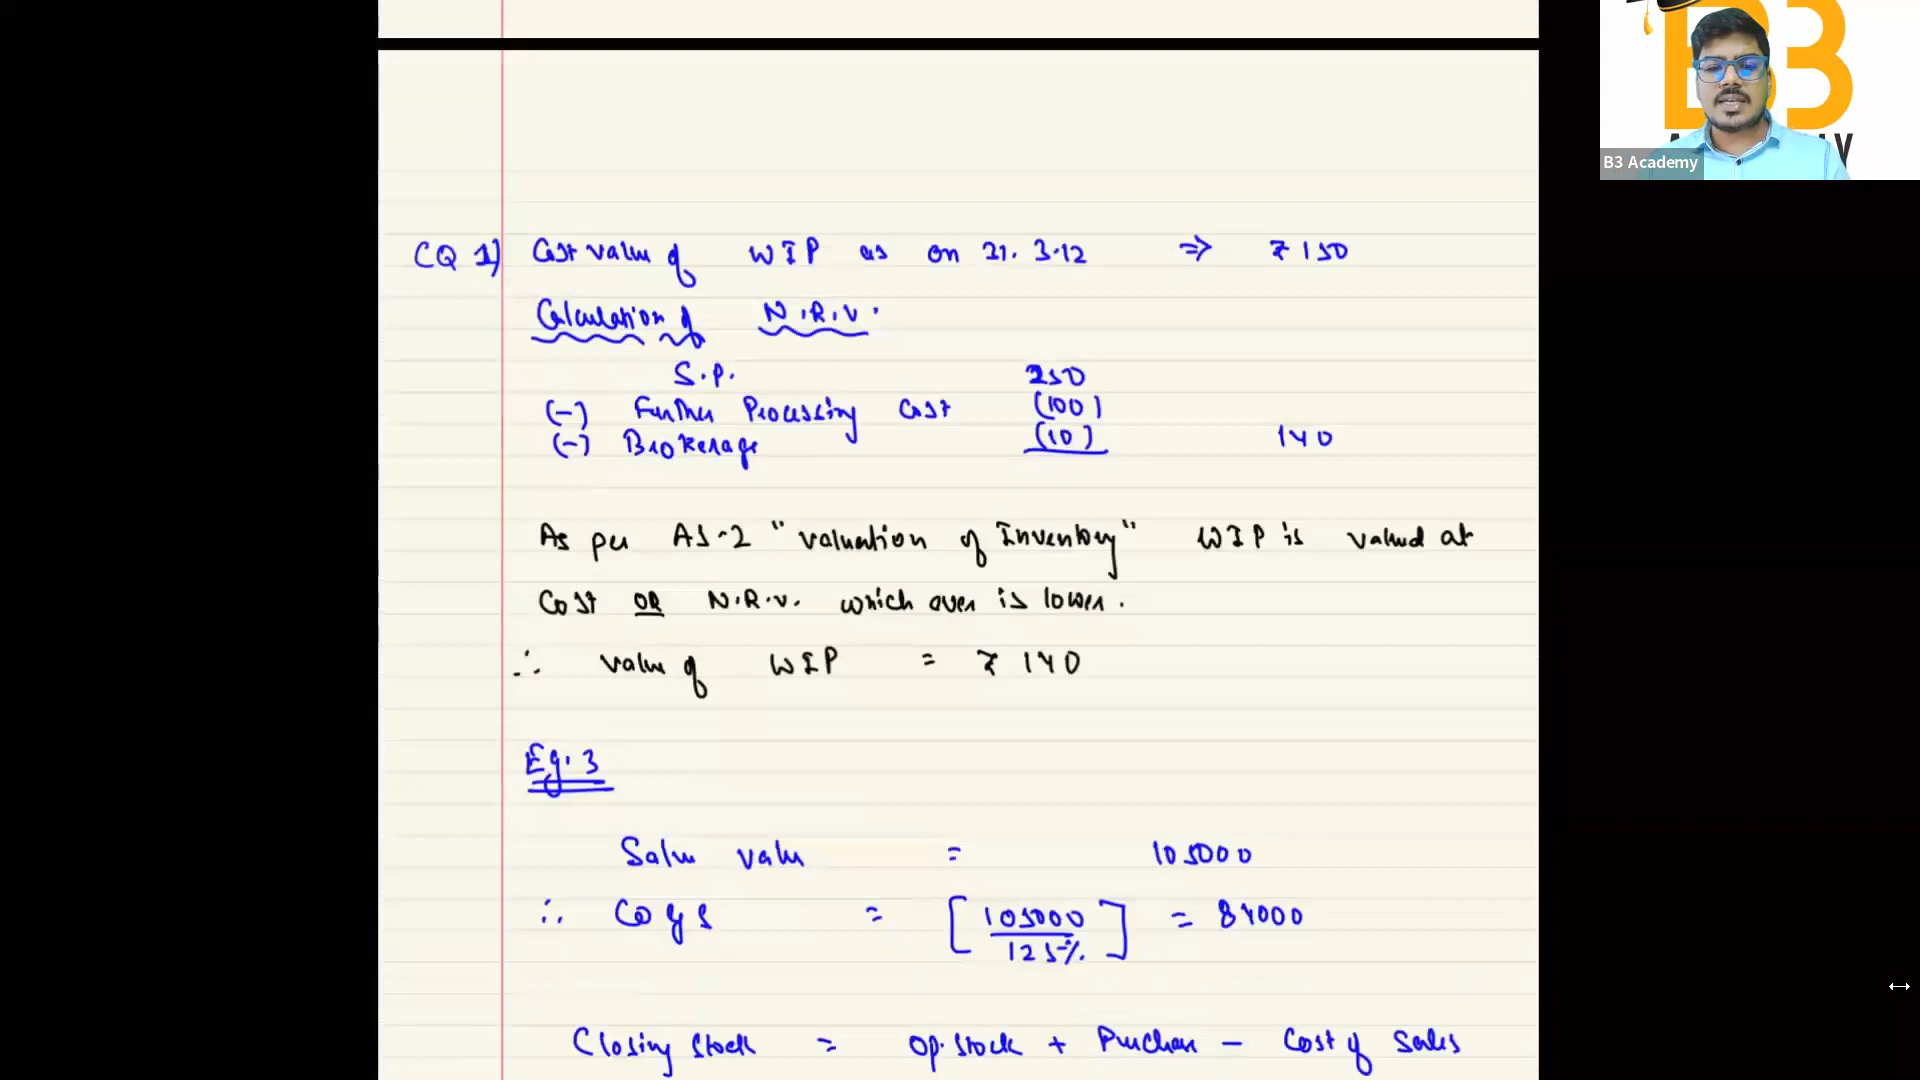 B3
B3 Academy
CQ 1) Cost value of WIP as on 31.3.12 ⇒ ₹ 150
Calculation of N.R.V.
S.P. 250
(-) Further Processing Cost (100)
(-) Brokerage (10) 140
As per AS-2 "valuation of Inventory" WIP is valued at
Cost OR N.R.V. which ever is lower.
∴ value of WIP = ₹ 140
Eg. 3
Sales value = 105000
∴ Cogs = [105000 / 125%] = 84000
Closing Stock = Op. Stock + Purchase - Cost of Sales